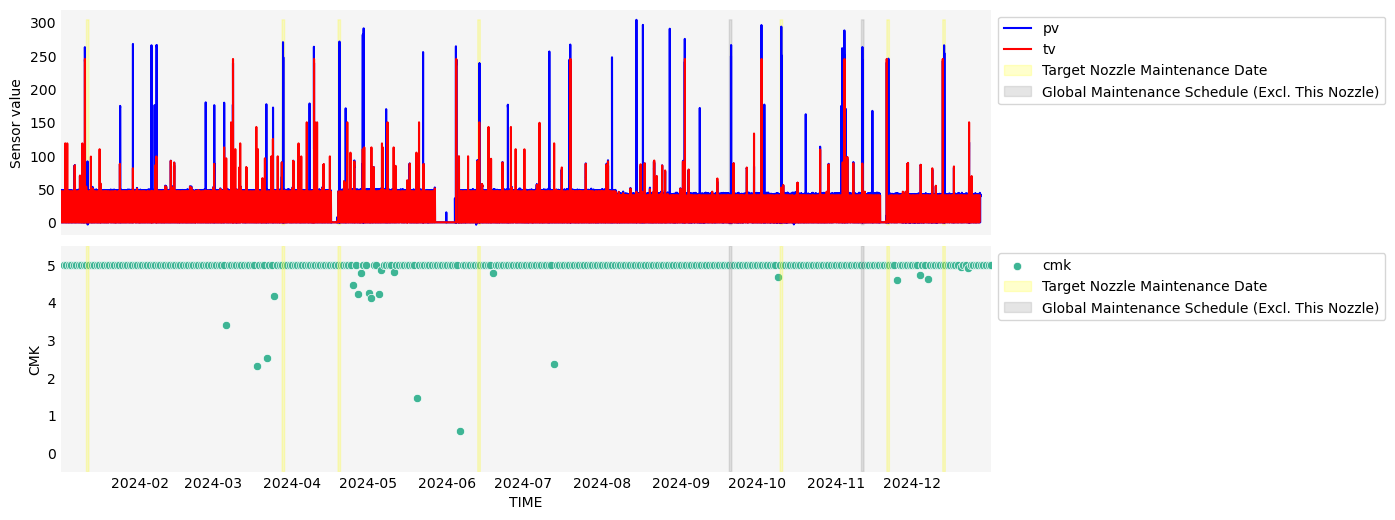 300
250
200
150
100
50
0
Sensor value
pv
tv
Target Nozzle Maintenance Date
Global Maintenance Schedule (Excl. This Nozzle)
5
4
3
2
1
0
CMK
cmk
Target Nozzle Maintenance Date
Global Maintenance Schedule (Excl. This Nozzle)
2024-02 2024-03 2024-04 2024-05 2024-06 2024-07 2024-08 2024-09 2024-10 2024-11 2024-12
TIME